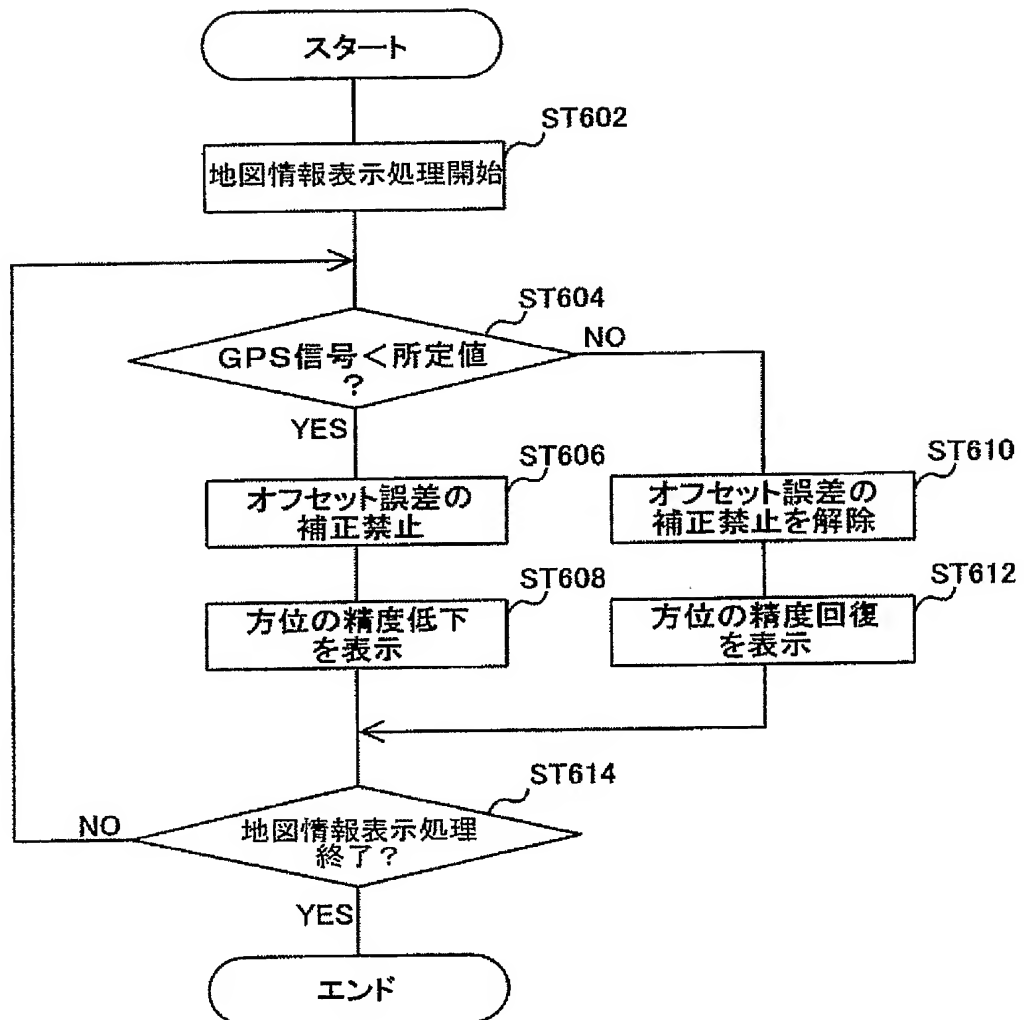 スタート
ST602
地図情報表示処理開始
ST604
GPS信号<所定値
?
NO
YES
ST606
オフセット誤差の
補正禁止
ST610
オフセット誤差の
補正禁止を解除
ST608
方位の精度低下
を表示
ST612
方位の精度回復
を表示
ST614
地図情報表示処理
終了?
NO
YES
エンド